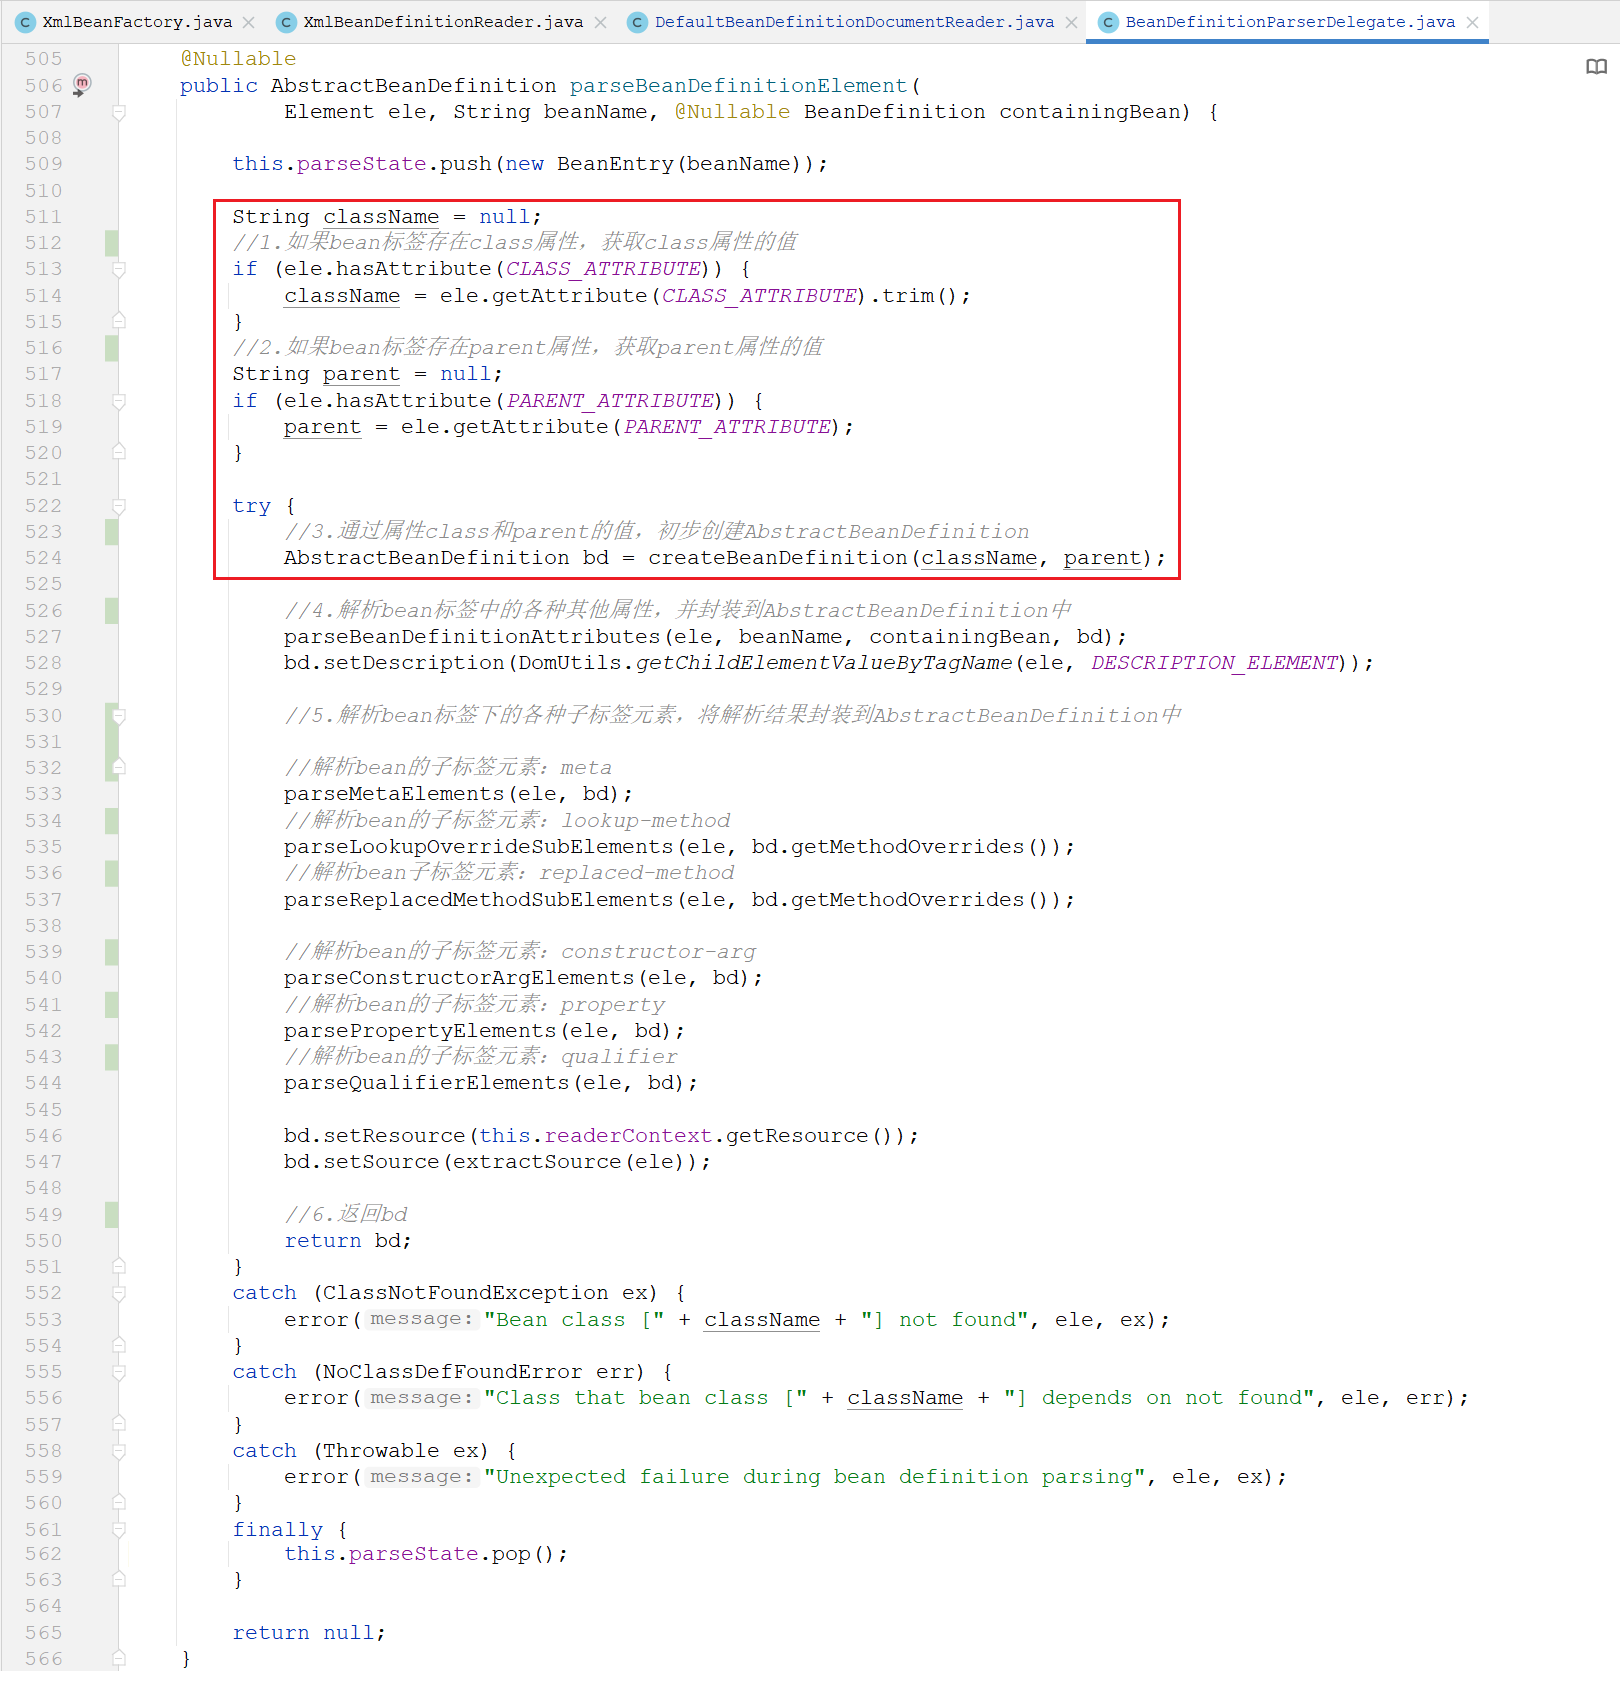 XmlBeanFactory.java XmlBeanDefinitionReader.java DefaultBeanDefinitionDocumentReader.java BeanDefinitionParserDelegate.java
505 @Nullable
506 public AbstractBeanDefinition parseBeanDefinitionElement(
507 Element ele, String beanName, @Nullable BeanDefinition containingBean) {
508
509 this.parseState.push(new BeanEntry(beanName));
510
511 String className = null;
512 //1.如果bean标签存在class属性，获取class属性的值
513 if (ele.hasAttribute(CLASS_ATTRIBUTE)) {
514 className = ele.getAttribute(CLASS_ATTRIBUTE).trim();
515 }
516 //2.如果bean标签存在parent属性，获取parent属性的值
517 String parent = null;
518 if (ele.hasAttribute(PARENT_ATTRIBUTE)) {
519 parent = ele.getAttribute(PARENT_ATTRIBUTE);
520 }
521
522 try {
523 //3.通过属性class和parent的值，初步创建AbstractBeanDefinition
524 AbstractBeanDefinition bd = createBeanDefinition(className, parent);
525
526 //4.解析bean标签中的各种其他属性，并封装到AbstractBeanDefinition中
527 parseBeanDefinitionAttributes(ele, beanName, containingBean, bd);
528 bd.setDescription(DomUtils.getChildElementValueByTagName(ele, DESCRIPTION_ELEMENT));
529
530 //5.解析bean标签下的各种子标签元素，将解析结果封装到AbstractBeanDefinition中
531
532 //解析bean的子标签元素：meta
533 parseMetaElements(ele, bd);
534 //解析bean的子标签元素：lookup-method
535 parseLookupOverrideSubElements(ele, bd.getMethodOverrides());
536 //解析bean子标签元素：replaced-method
537 parseReplacedMethodSubElements(ele, bd.getMethodOverrides());
538
539 //解析bean的子标签元素：constructor-arg
540 parseConstructorArgElements(ele, bd);
541 //解析bean的子标签元素：property
542 parsePropertyElements(ele, bd);
543 //解析bean的子标签元素：qualifier
544 parseQualifierElements(ele, bd);
545
546 bd.setResource(this.readerContext.getResource());
547 bd.setSource(extractSource(ele));
548
549 //6.返回bd
550 return bd;
551 }
552 catch (ClassNotFoundException ex) {
553 error( message: "Bean class [" + className + "] not found", ele, ex);
554 }
555 catch (NoClassDefFoundError err) {
556 error( message: "Class that bean class [" + className + "] depends on not found", ele, err);
557 }
558 catch (Throwable ex) {
559 error( message: "Unexpected failure during bean definition parsing", ele, ex);
560 }
561 finally {
562 this.parseState.pop();
563 }
564
565 return null;
566 }